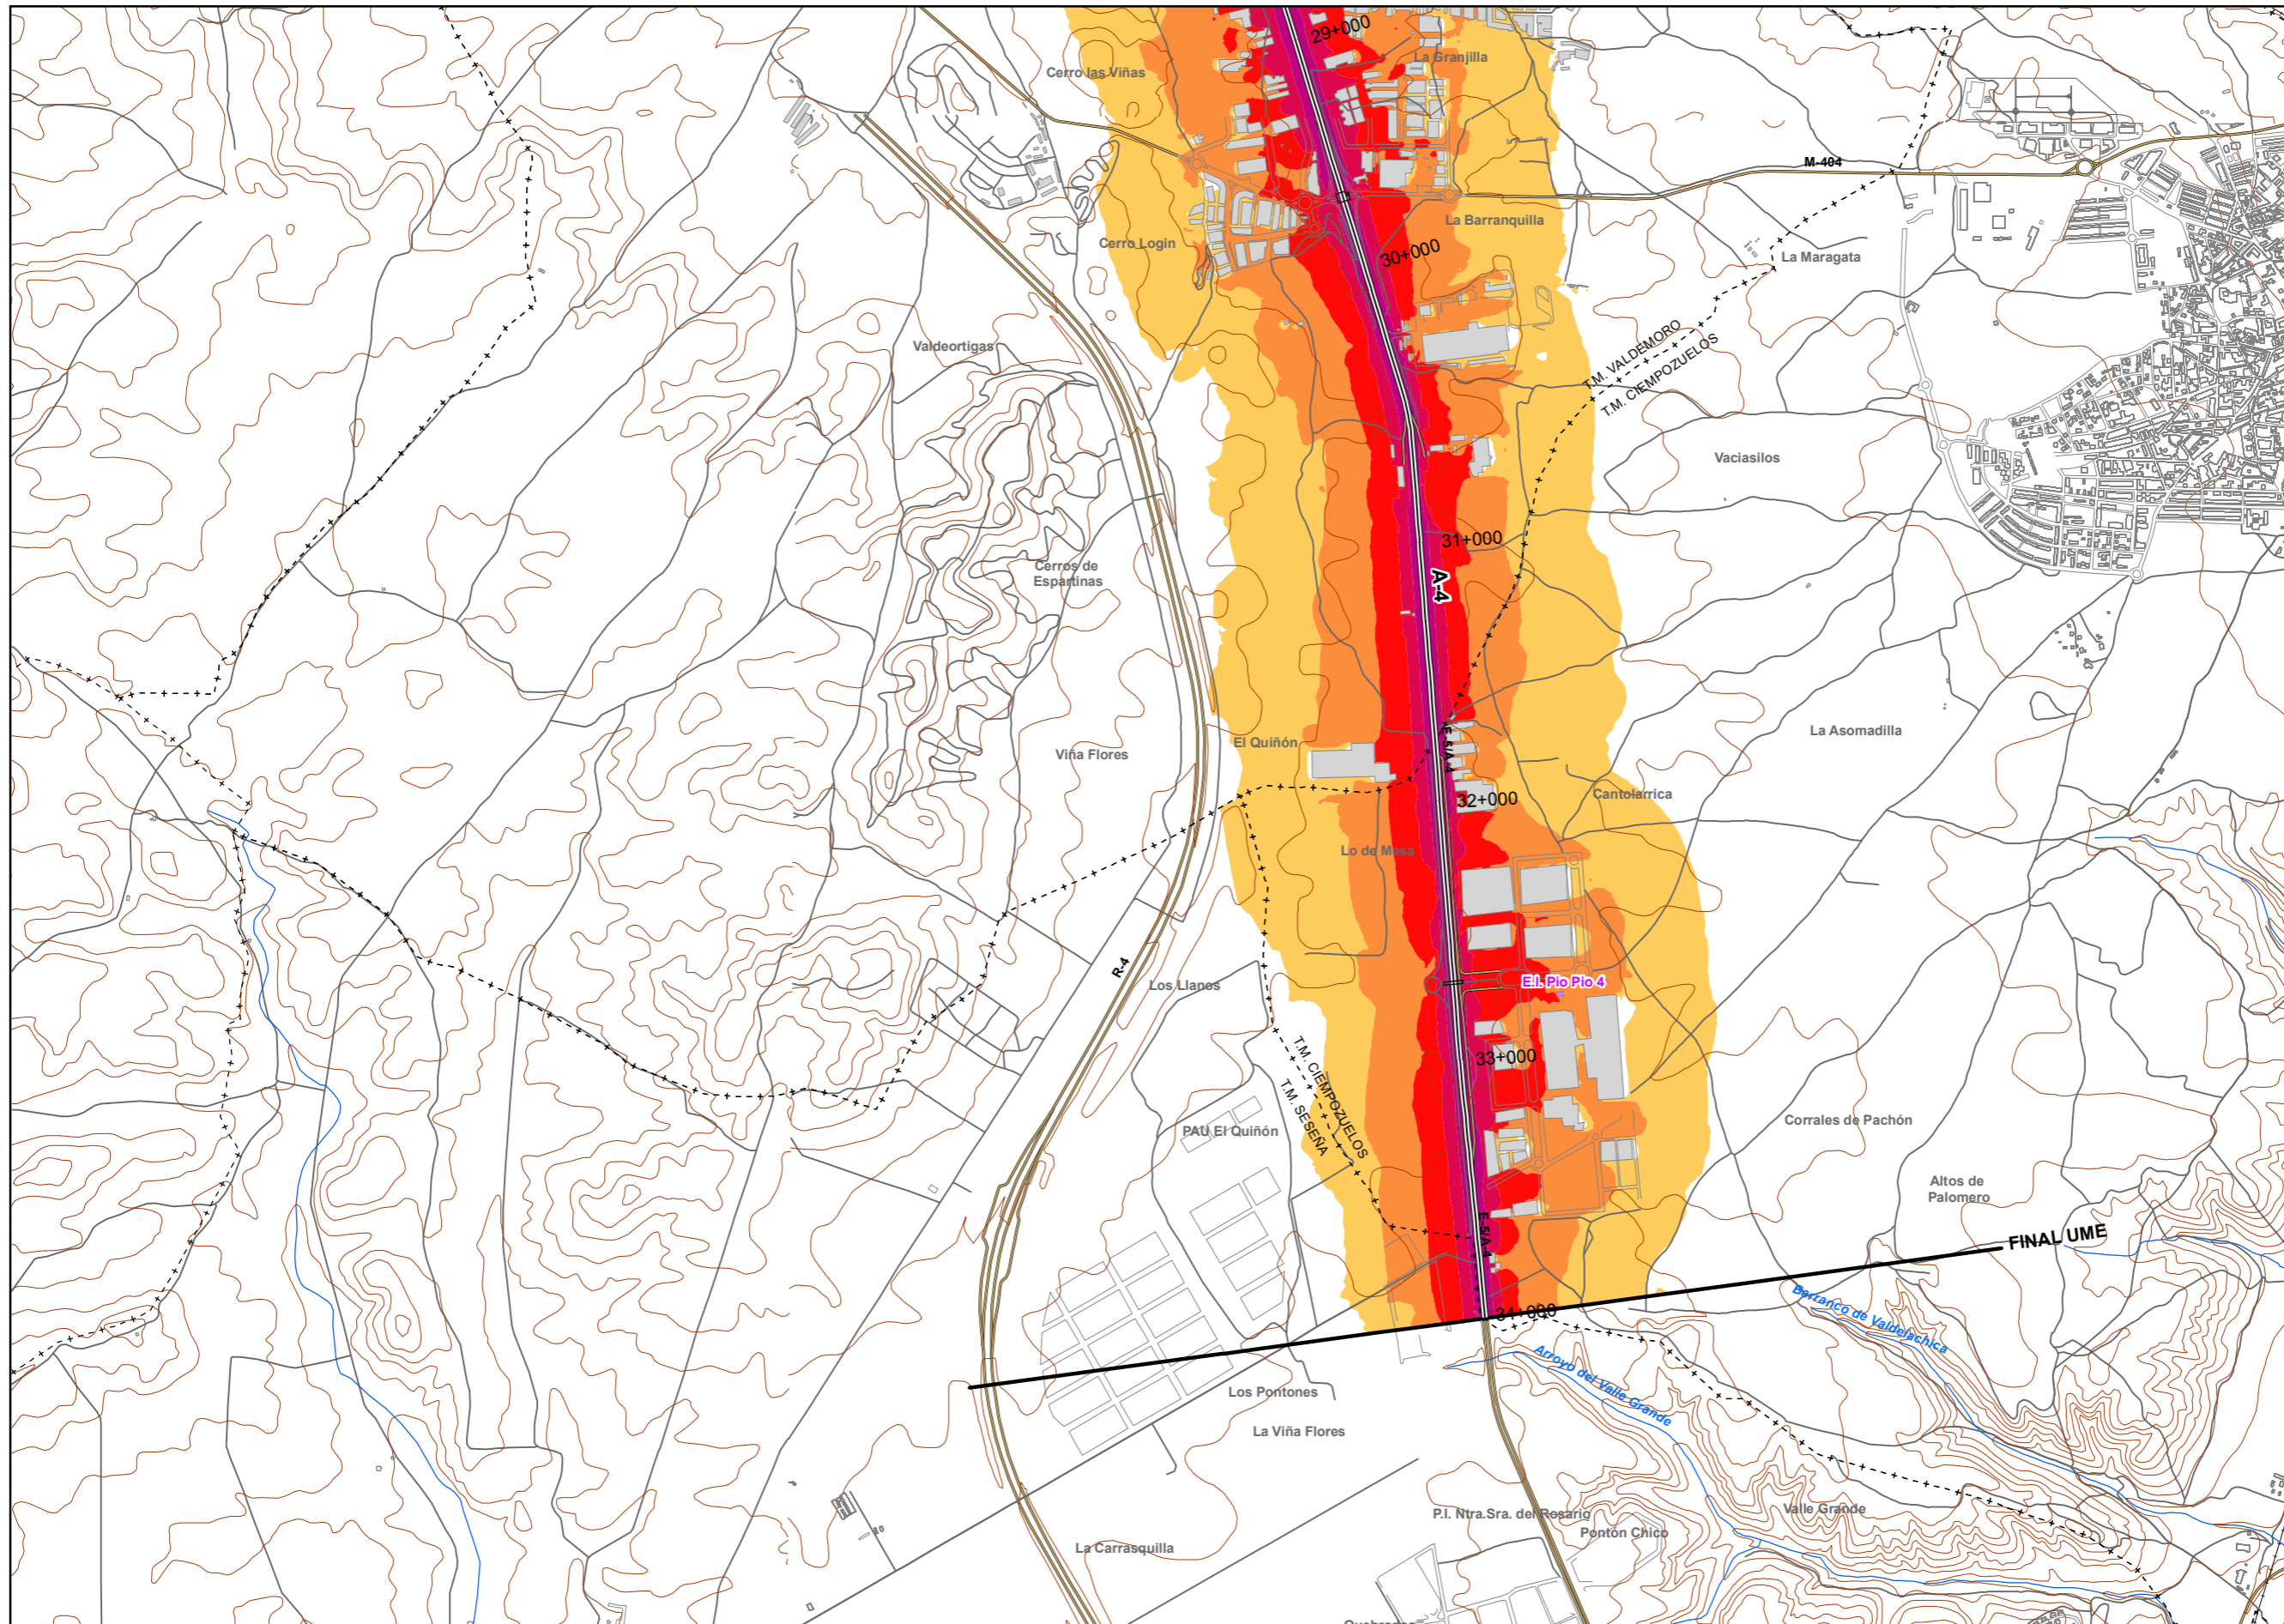 29+000
La Granjilla
Cerro las Viñas
M-404
La Barranquilla
Cerro Login
30+000
La Maragata
Valdeortigas
T.M. VALDEMORO
T.M. CIEMPOZUELOS
Vaciasilos
31+000
Cerros de
Espartinas
A-4
La Asomadilla
El Quiñón
Viña Flores
E-5/A-4
32+000
Cantolarrica
Lo de Masa
R-4
E.I. Pio Pio 4
Los Llanos
33+000
T.M. CIEMPOZUELOS
T.M. SESEÑA
PAU El Quiñón
Corrales de Pachón
Altos de
Palomero
E-5/A-4
FINAL UME
34+000
Barranco de Valdelachica
Arroyo del Valle Grande
Los Pontones
La Viña Flores
P.I. Ntra.Sra. del Rosario
Valle Grande
Pontón Chico
La Carrasquilla